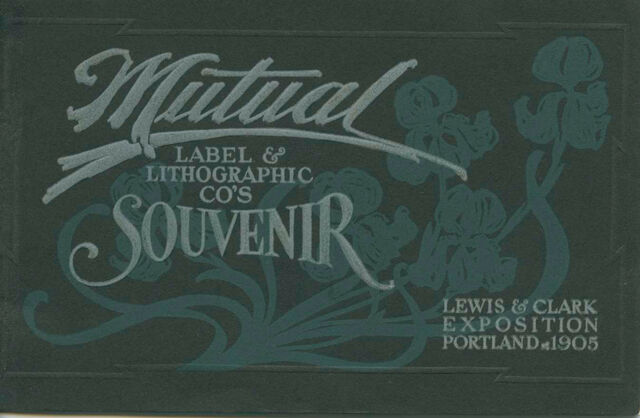 Mutual
LABEL &
LITHOGRAPHIC
CO'S
SOUVENIR
LEWIS & CLARK
EXPOSITION
PORTLAND 1905